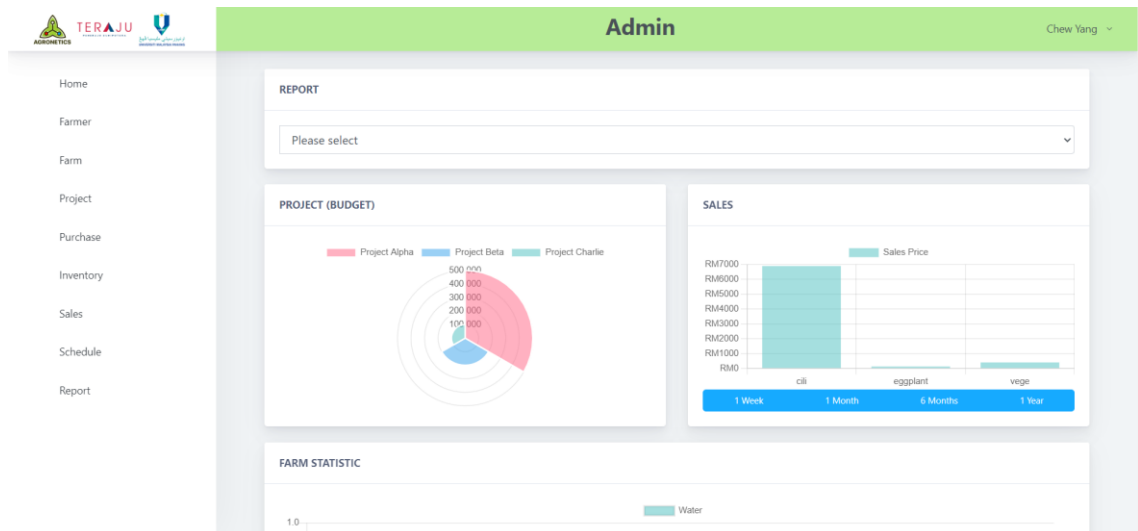 AGRONETICS
TERAJU
UNIVERSITI MALAYSIA PAHANG
Admin
Chew Yang
Home
Farmer
Farm
Project
Purchase
Inventory
Sales
Schedule
Report
REPORT
Please select
PROJECT (BUDGET)
Project Alpha Project Beta Project Charlie
500 000
400 000
300 000
200 000
100 000
SALES
Sales Price
RM7000
RM6000
RM5000
RM4000
RM3000
RM2000
RM1000
RM0
cili eggplant vege
1 Week 1 Month 6 Months 1 Year
FARM STATISTIC
Water
1.0